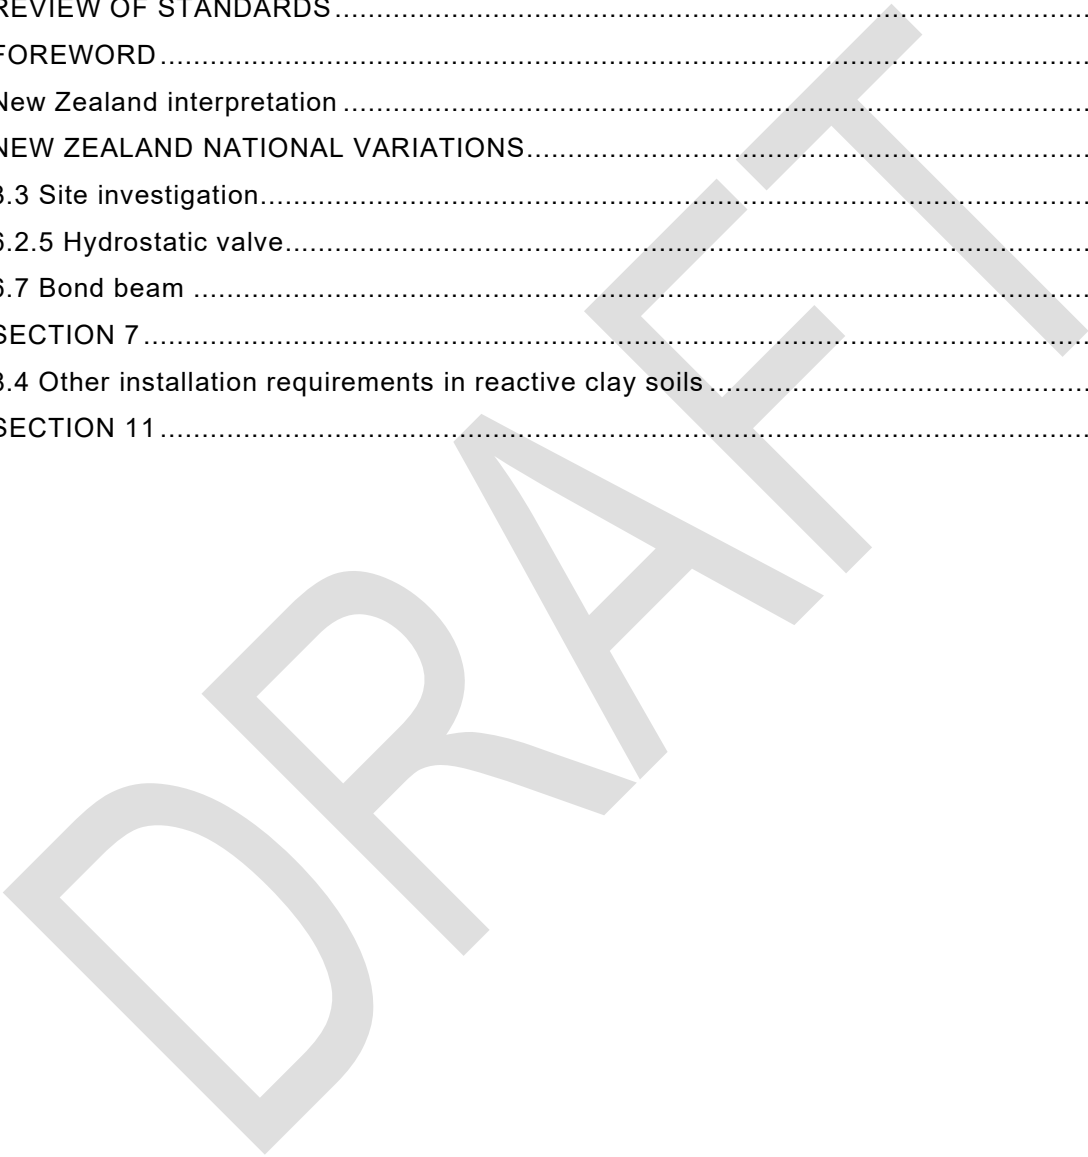 REVIEW OF STANDARDS........................................................................
FOREWORD........................................................................
New Zealand interpretation........................................................................
NEW ZEALAND NATIONAL VARIATIONS........................................................................
3.3 Site investigation........................................................................
6.2.5 Hydrostatic valve........................................................................
6.7 Bond beam ........................................................................
SECTION 7........................................................................
8.4 Other installation requirements in reactive clay soils..............................................
SECTION 11........................................................................
DRAFT